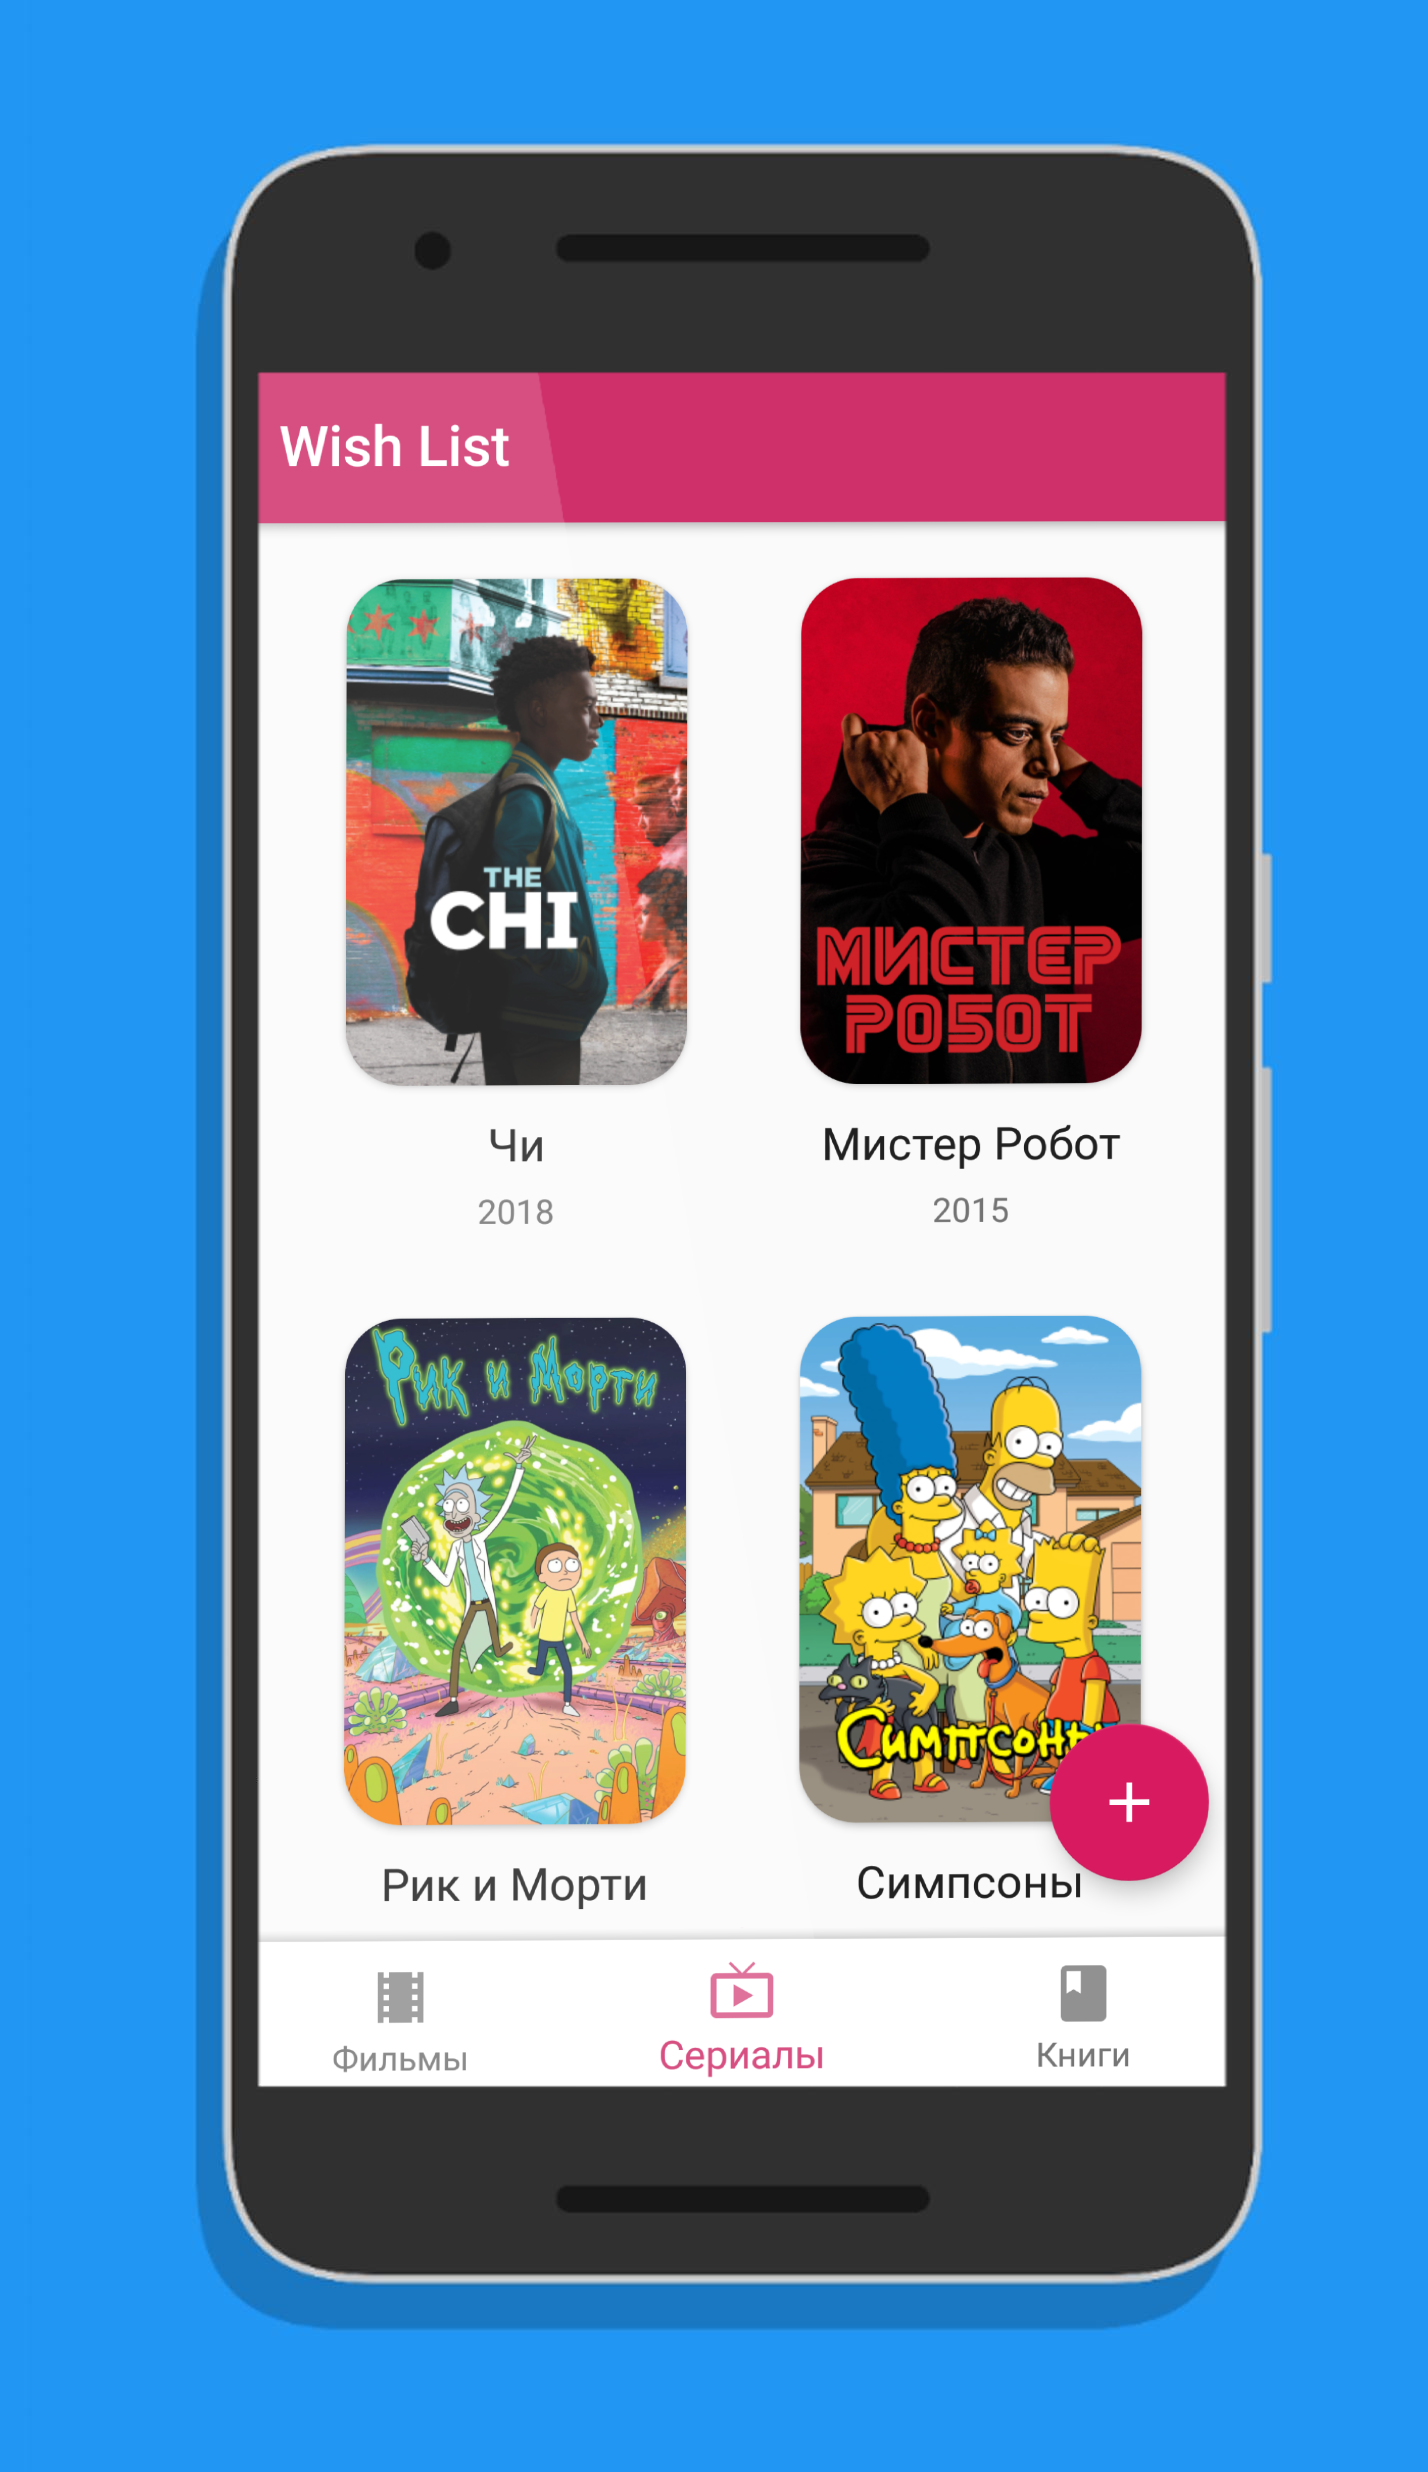 Wish List
THE
CHI
МИСТЕР
РОБОТ
Чи
Мистер Робот
2018
2015
Рик и Морти
Симпсоны
Рик и Морти
Симпсоны
Фильмы
Сериалы
Книги